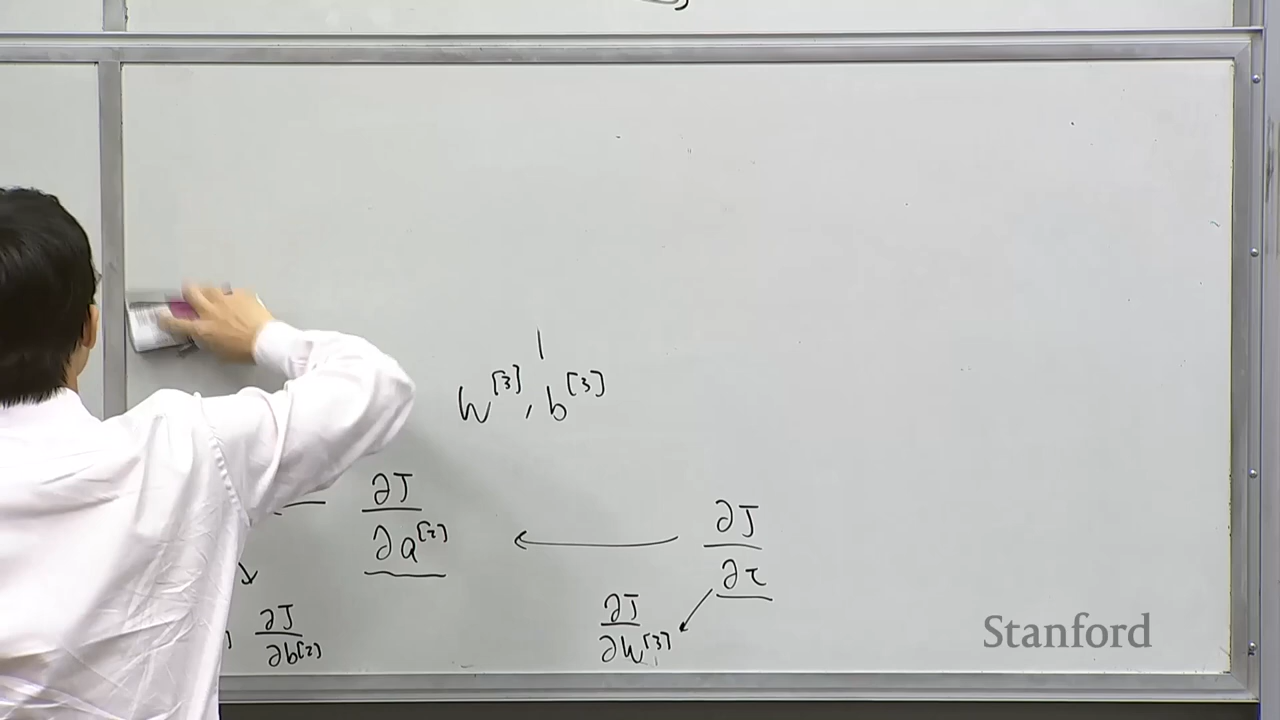 W^[3], b^[3]
∂J/∂a^[2] ← ∂J/∂τ
∂J/∂b^[2] ∂J/∂W^[3]
Stanford